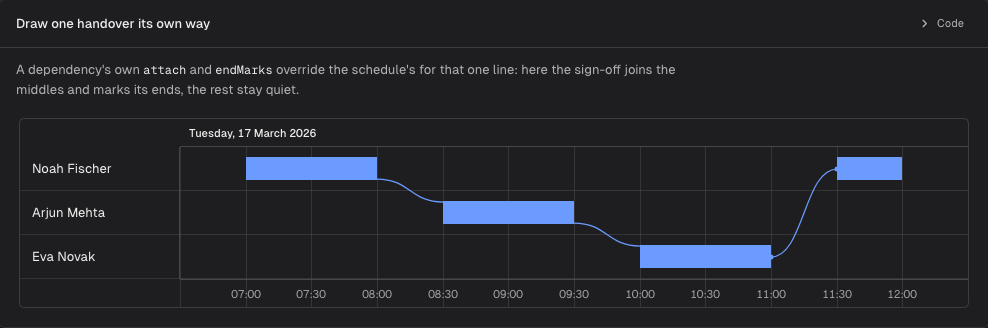 Draw one handover its own way
Code
A dependency's own attach and endMarks override the schedule's for that one line: here the sign-off joins the
middles and marks its ends, the rest stay quiet.
Tuesday, 17 March 2026
Noah Fischer
Arjun Mehta
Eva Novak
07:00 07:30 08:00 08:30 09:00 09:30 10:00 10:30 11:00 11:30 12:00